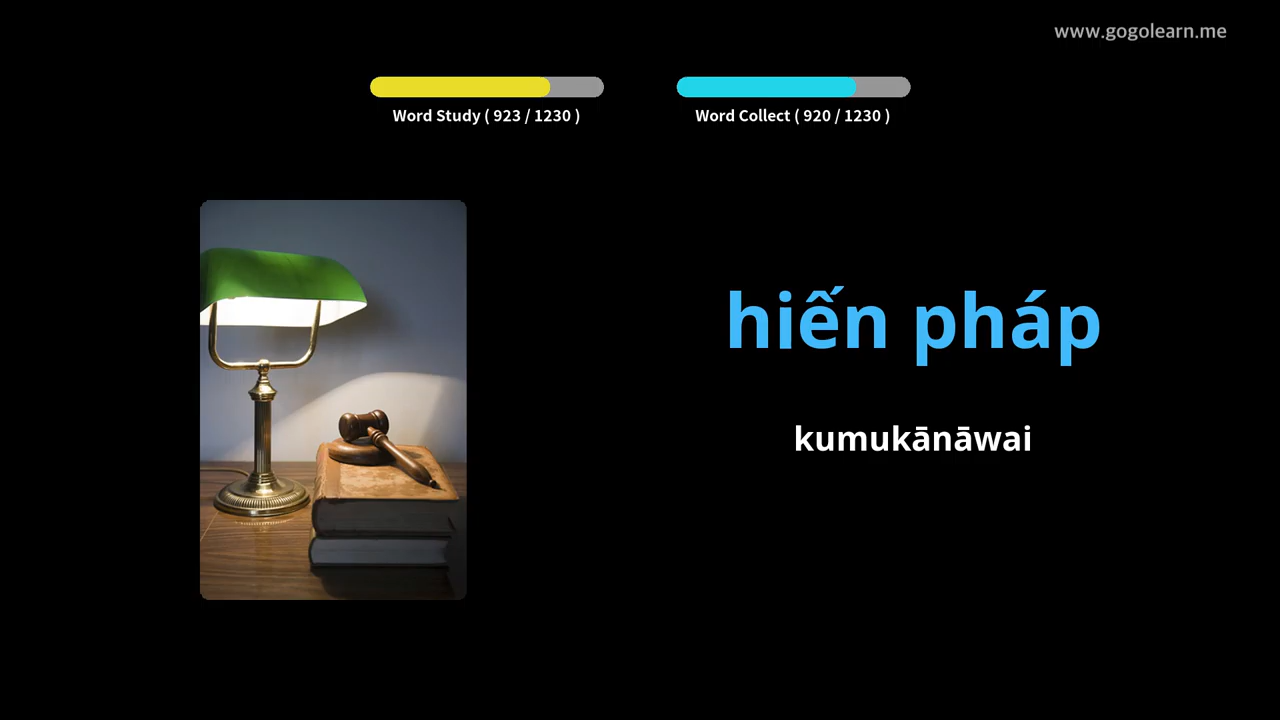 www.gogolearn.me
Word Study ( 923 / 1230 )
Word Collect ( 920 / 1230 )
hiến pháp
kumukānāwai